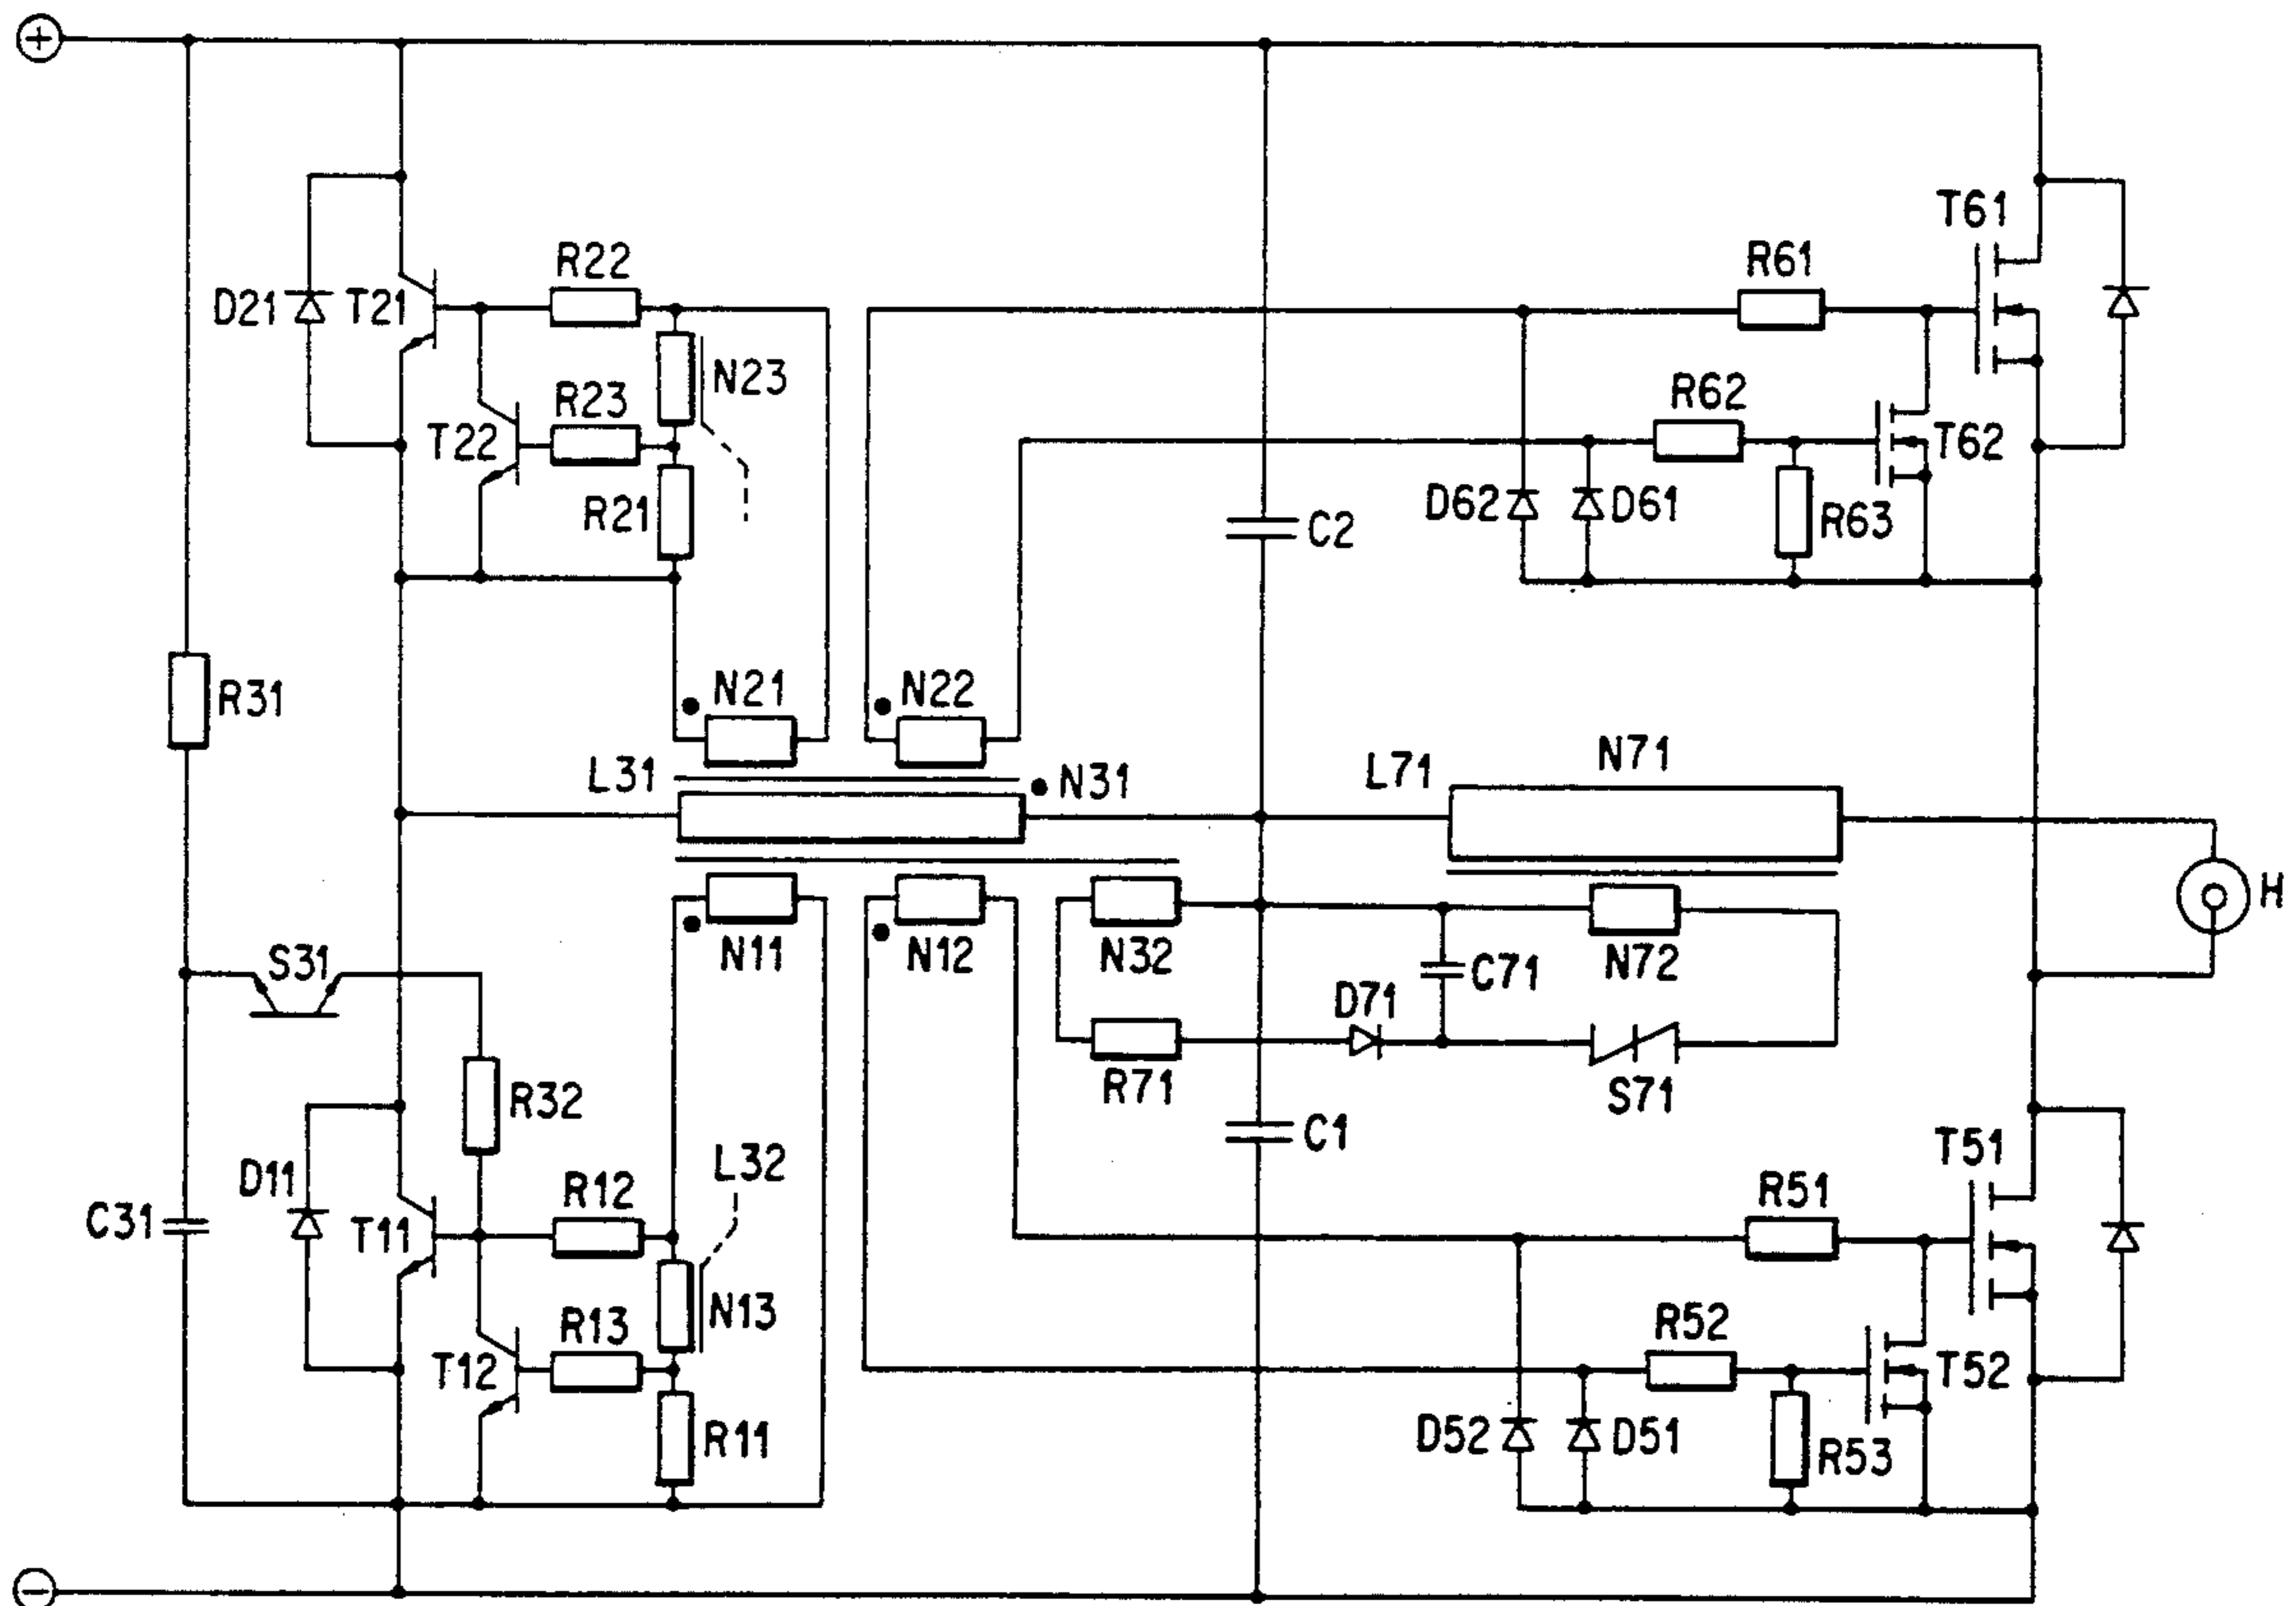 +
T61
R22
R61
D21
T21
N23
R62
R23
T22
T62
R21
D62
D61
R63
C2
R31
N21
N22
L31
N31
L71
N71
S31
N11
N12
N32
N72
H
C71
D71
R71
S71
R32
C1
L32
T51
D11
R12
R51
C31
T11
N13
R13
R52
T12
T52
R11
D52
D51
R53
−